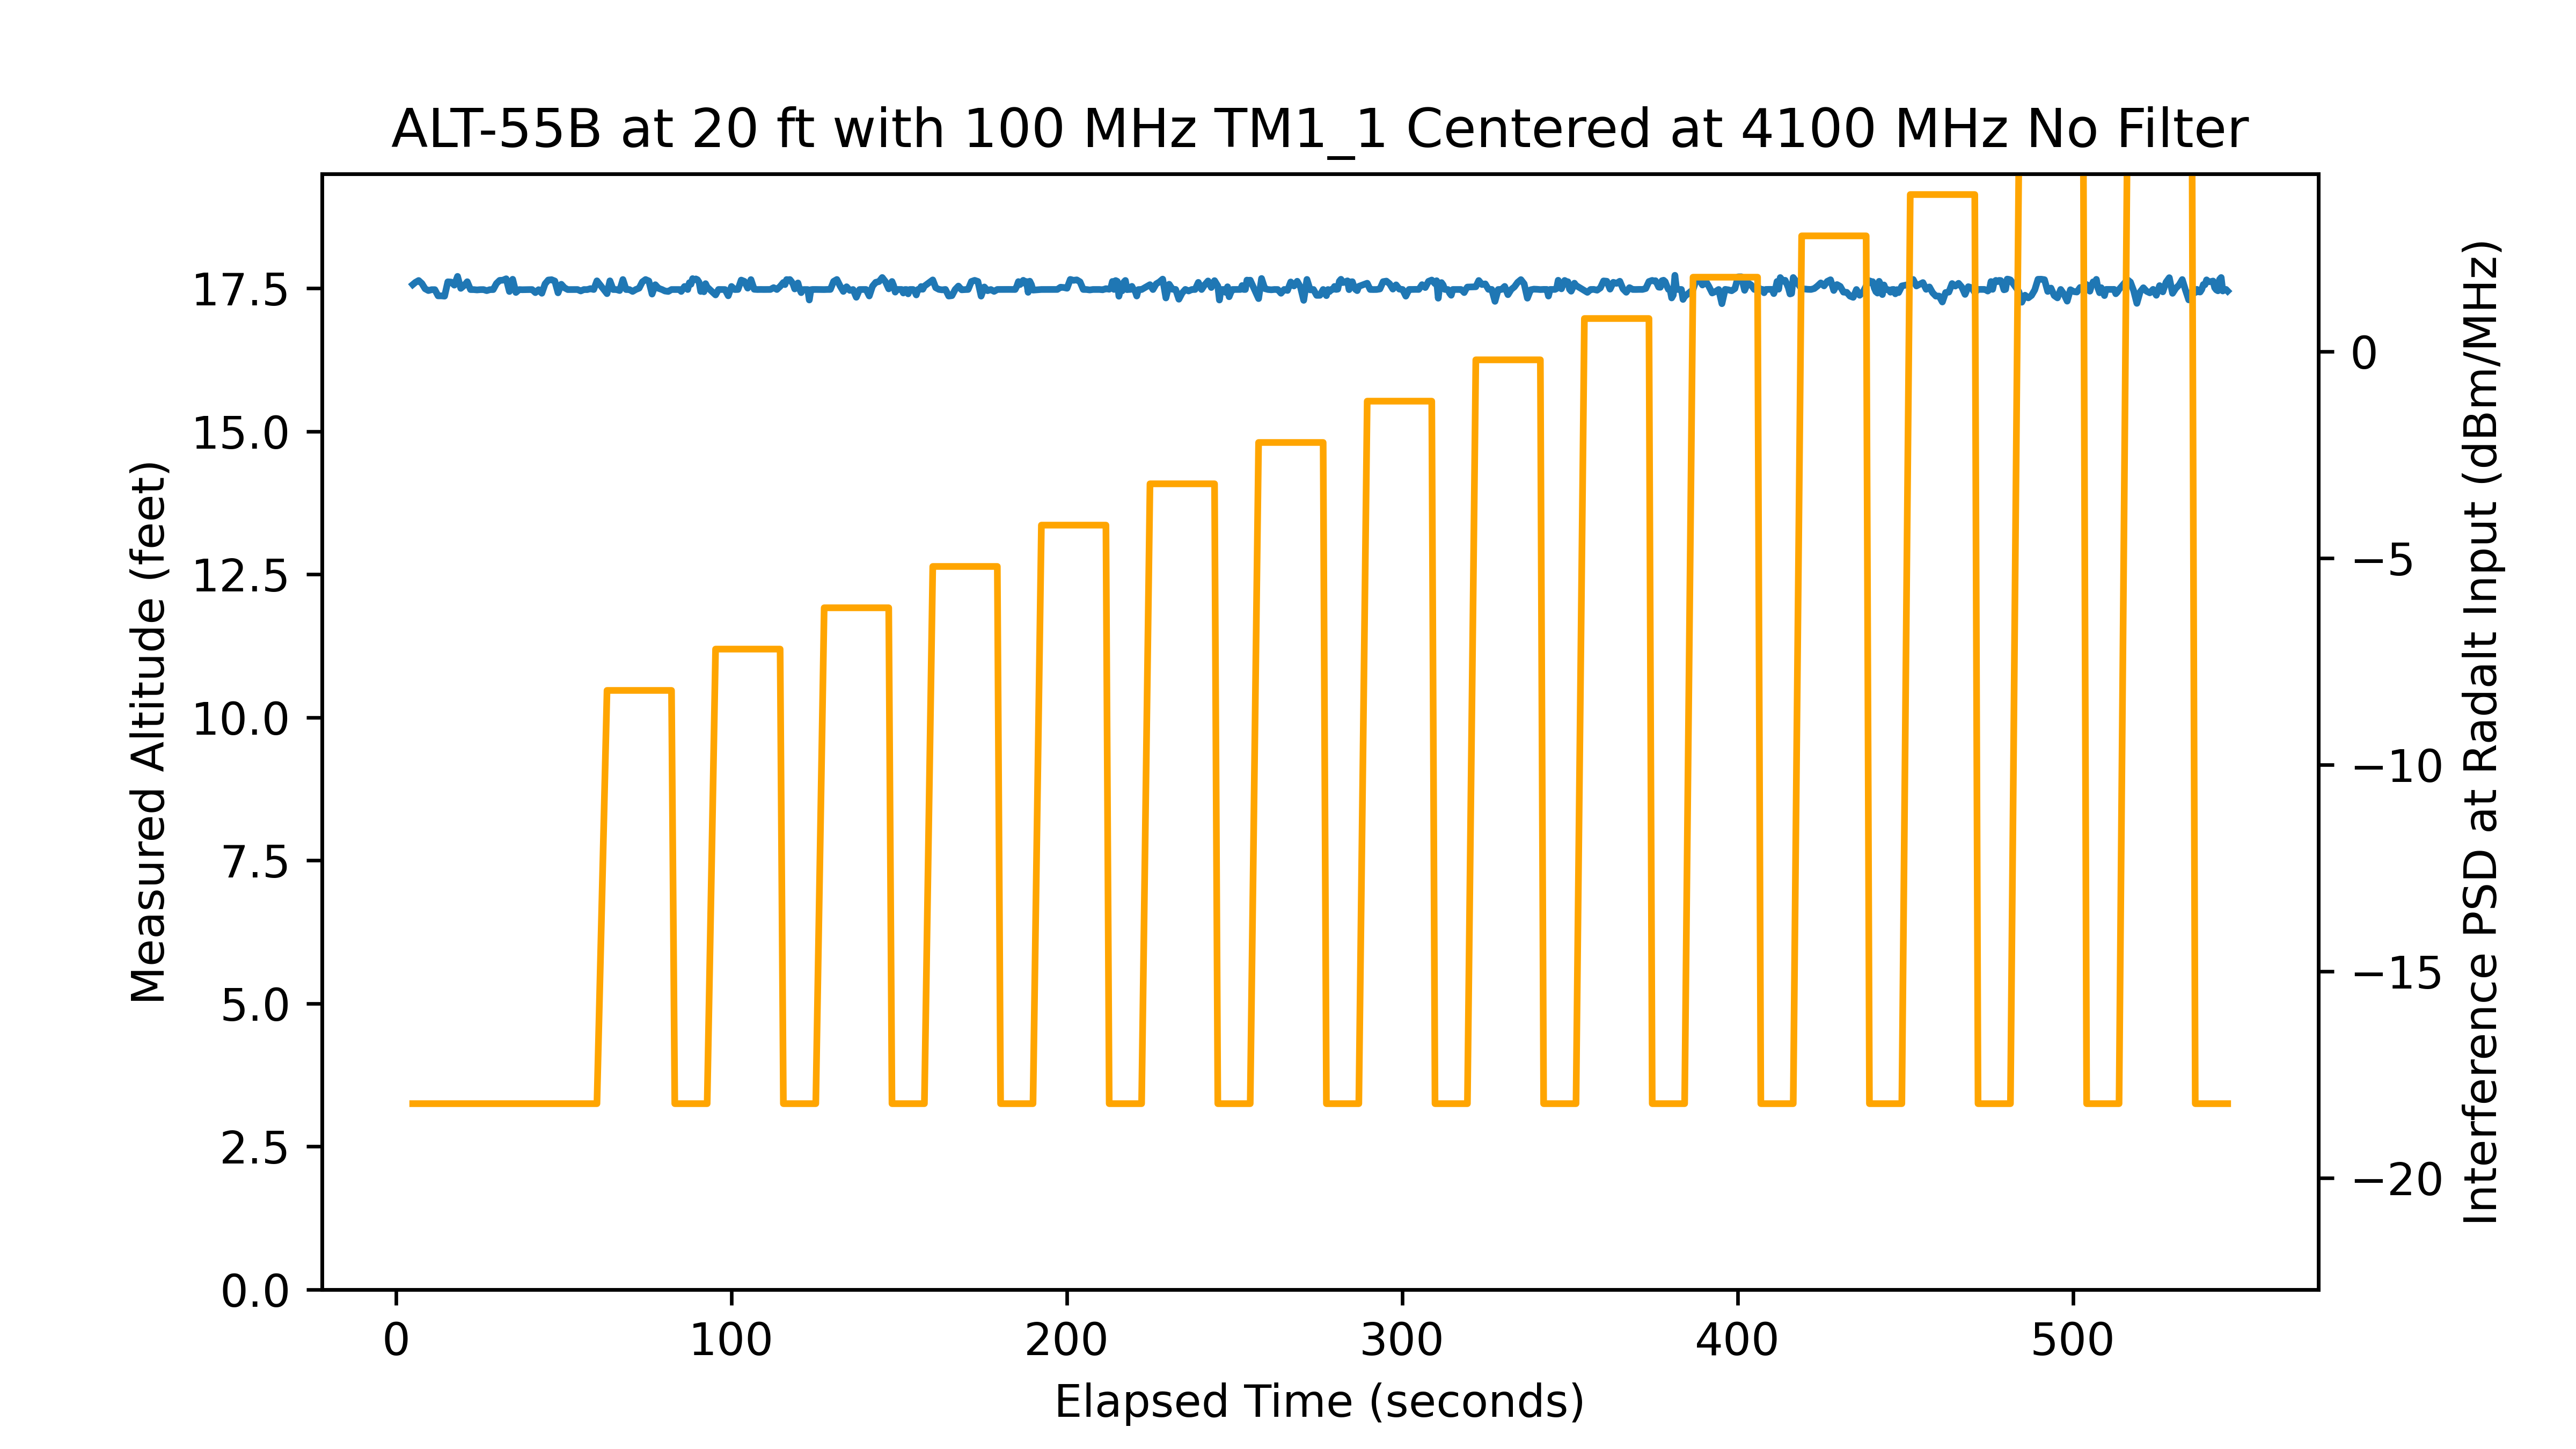 ALT-55B at 20 ft with 100 MHz TM1_1 Centered at 4100 MHz No Filter
Measured Altitude (feet)
17.5
15.0
12.5
10.0
7.5
5.0
2.5
0.0
0
−5
−10
−15
−20
Interference PSD at Radalt Input (dBm/MHz)
0 100 200 300 400 500
Elapsed Time (seconds)